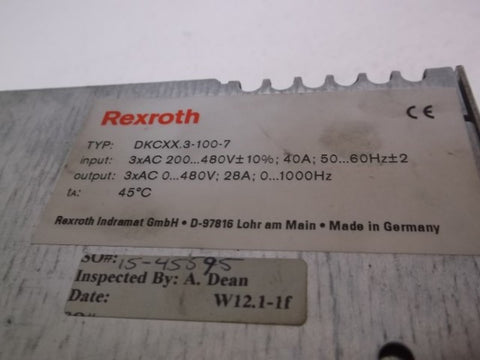 Rexroth CE
TYP: DKCXX.3-100-7
input: 3xAC 200...480V±10%; 40A; 50...60Hz±2
output: 3xAC 0...480V; 28A; 0...1000Hz
tA: 45°C
Rexroth Indramat GmbH • D-97816 Lohr am Main • Made in Germany
SO#: 15-45595
Inspected By: A. Dean
Date: W12.1-1f